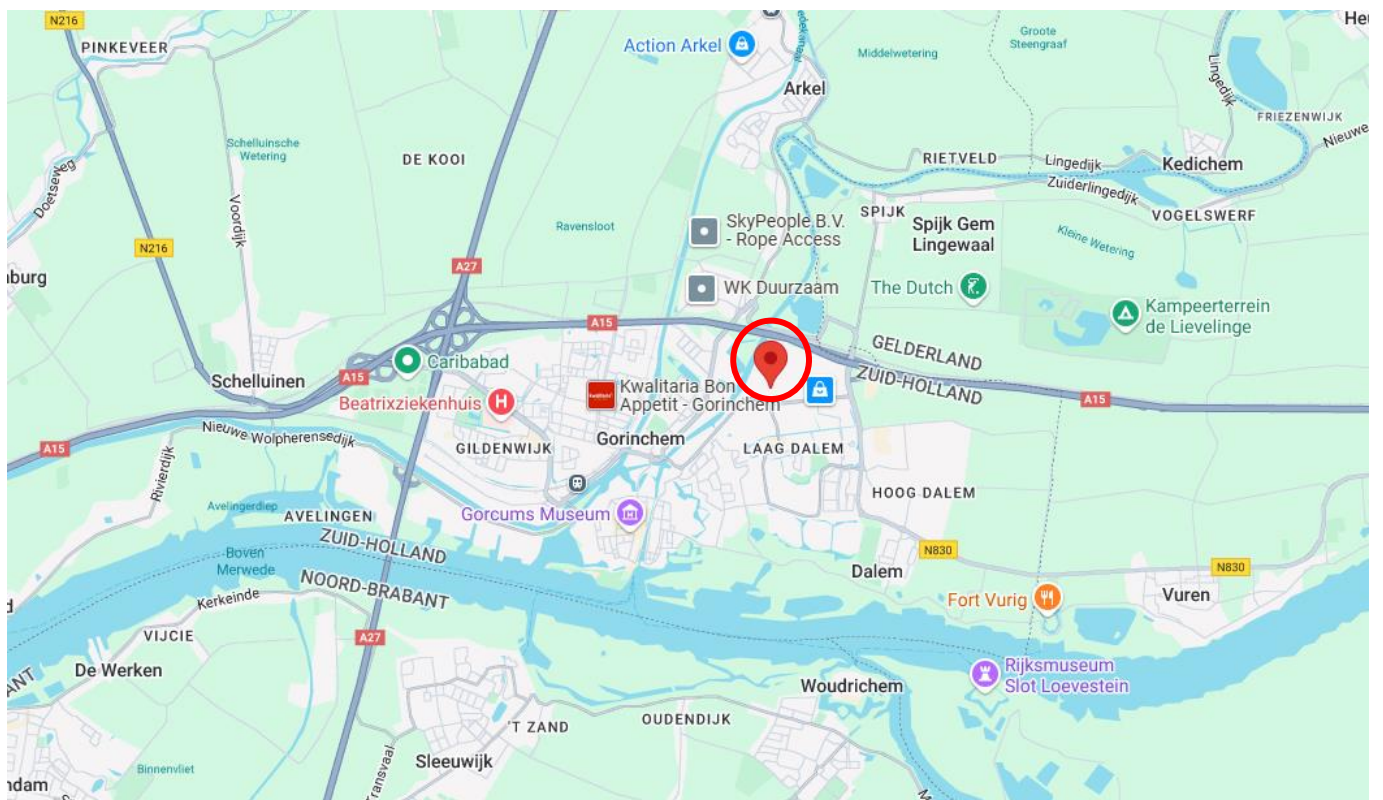 N216
PINKEVEER
Action Arkel
Middelwetering
Groote
Steengraaf
Arkel
Lingedijk
FRIEZENWIJK
Schelluinsche
Wetering
DE KOOI
RIETVELD
Lingedijk
Kedichem
Nieuwe
Doetseweg
Voordijk
Zuiderlingedijk
SPIJK
Spijk Gem
Lingewaal
VOGELSWERF
Kleine Wetering
Ravensloot
SkyPeople B.V.
- Rope Access
N216
A27
WK Duurzaam
The Dutch
Kampeerterrein
de Lievelinge
A15
GELDERLAND
ZUID-HOLLAND
Caribabad
Schelluinen
A15
Beatrixziekenhuis
H
Kwalitaria Bon
Appetit - Gorinchem
A15
Nieuwe Wolpherensedijk
A15
GILDENWIJK
Gorinchem
LAAG DALEM
Rivierdijk
HOOG DALEM
Avelingerdiep
AVELINGEN
Gorcums Museum
ZUID-HOLLAND
NOORD-BRABANT
Boven
Merwede
Dalem
N830
N830
Kerkeinde
Fort Vurig
Vuren
VIJCIE
A27
De Werken
Rijksmuseum
Slot Loevestein
Woudrichem
'T ZAND
OUDENDIJK
Sleeuwijk
Binnenvliet